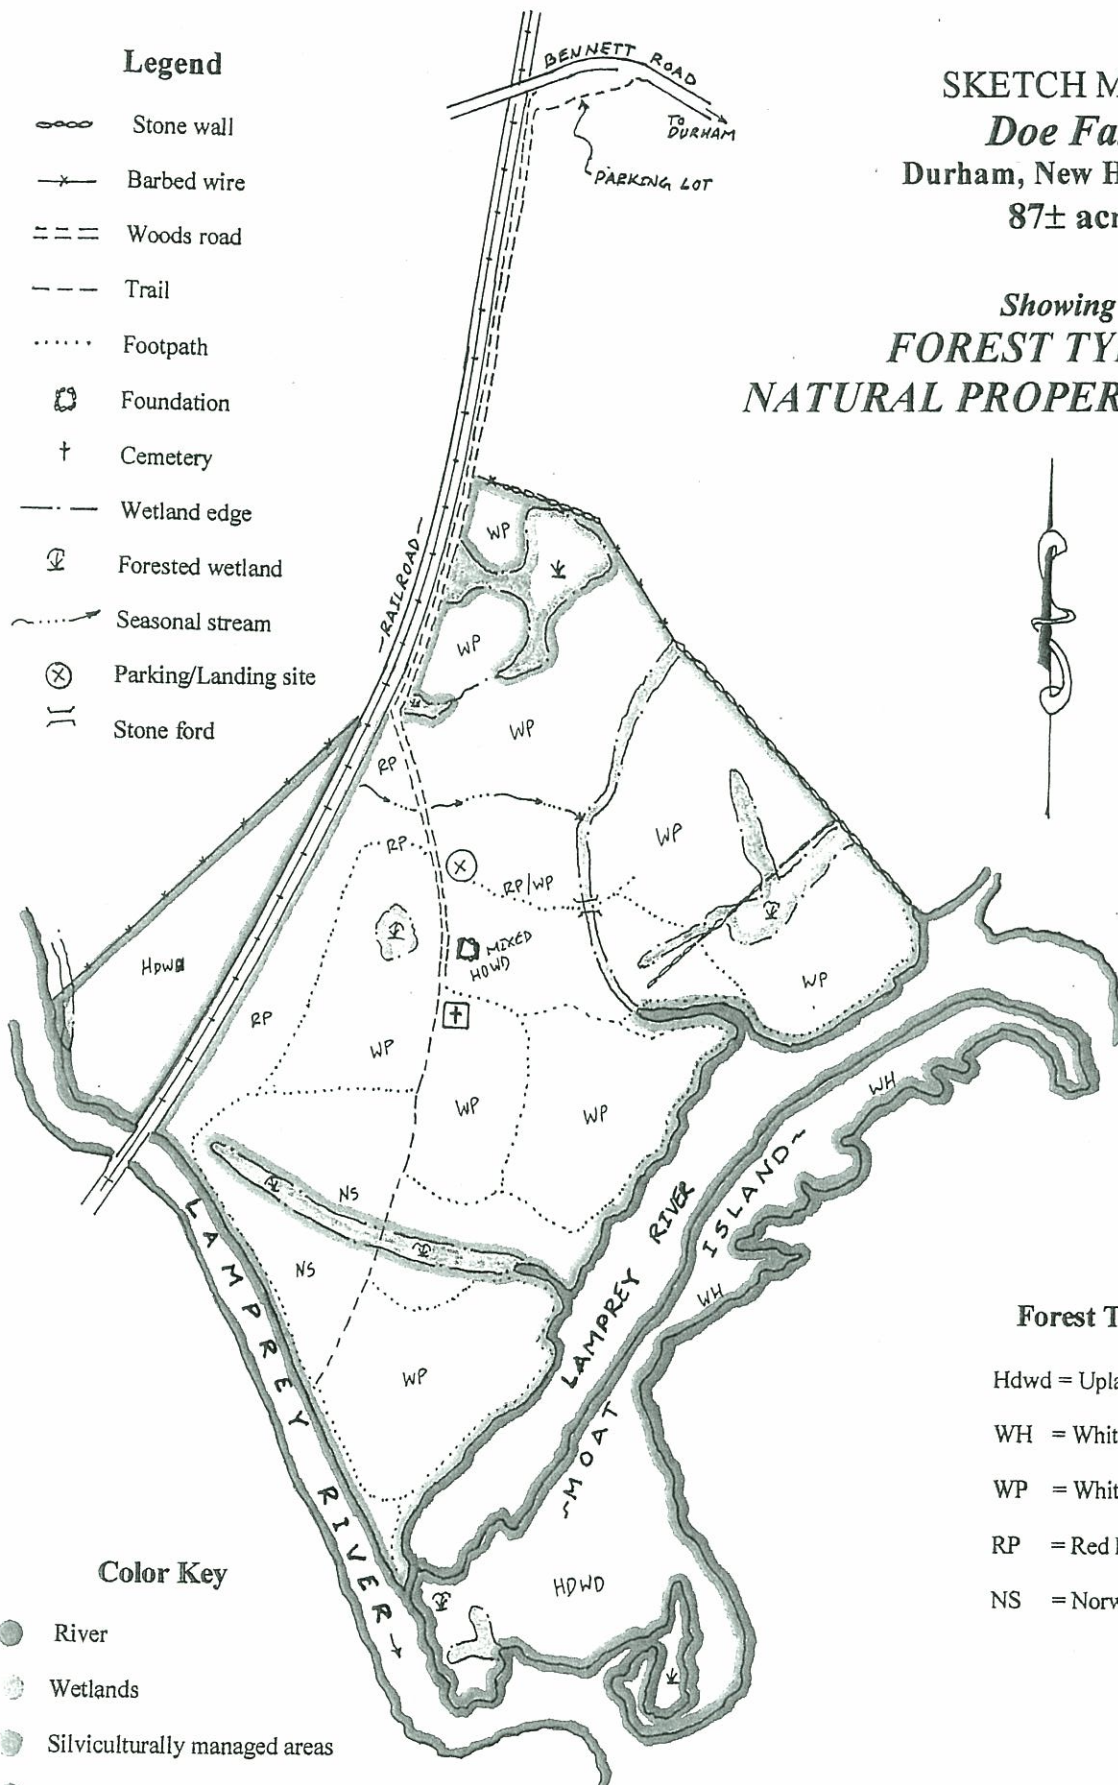 Legend
Stone wall
Barbed wire
Woods road
Trail
Footpath
Foundation
Cemetery
Wetland edge
Forested wetland
Seasonal stream
Parking/Landing site
Stone ford
BENNETT ROAD
TO
DURHAM
PARKING LOT
SKETCH M
Doe Fa
Durham, New H
87± acr
Showing
FOREST TY
NATURAL PROPER
-RAILROAD-
WP
WP
WP
RP
WP
RP
RP/WP
MIXED
HDWD
Hdwd
RP
WP
WP
WP
WP
WH
NS
NS
WP
WH
LAMPREY RIVER
LAMPREY RIVER
~MOAT ISLAND~
HDWD
Forest T
Hdwd = Upla
WH = Whit
WP = Whit
RP = Red
NS = Norw
Color Key
River
Wetlands
Silviculturally managed areas